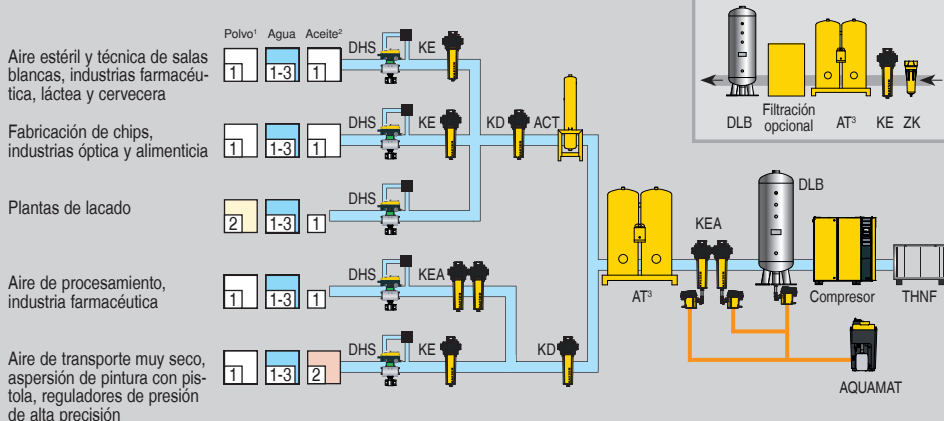 Polvo¹ Agua Aceite²
Aire estéril y técnica de salas
blancas, industrias farmacéu-
tica, láctea y cervecera
1 1-3 1
DHS KE
Fabricación de chips,
industrias óptica y alimenticia
1 1-3 1
DHS KE KD ACT
Plantas de lacado
2 1-3 1
DHS
Aire de procesamiento,
industria farmacéutica
1 1-3 1
DHS KEA
Aire de transporte muy seco,
aspersión de pintura con pis-
tola, reguladores de presión
de alta precisión
1 1-3 2
DHS KE KD
AT³
KEA
DLB
Compresor
THNF
AQUAMAT
DLB
Filtración
opcional
AT³
KE
ZK